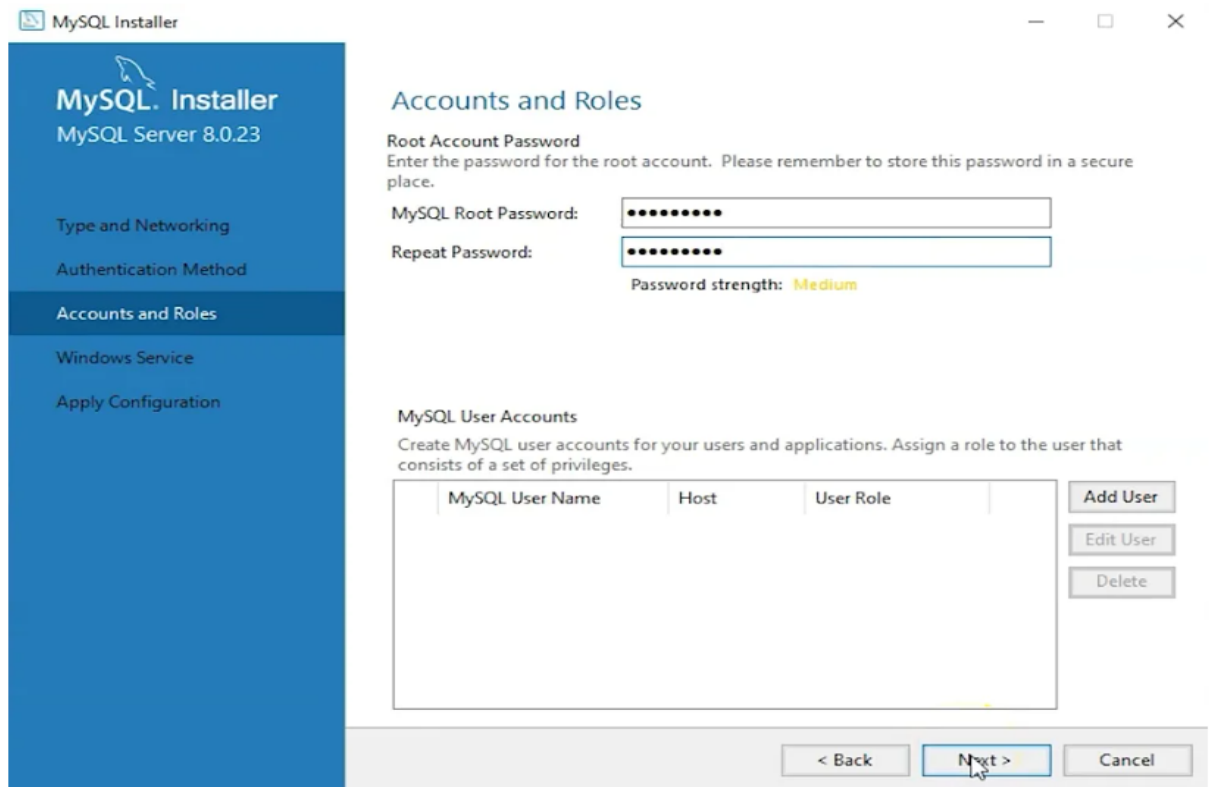 MySQL Installer
MySQL. Installer
MySQL Server 8.0.23
Type and Networking
Authentication Method
Accounts and Roles
Windows Service
Apply Configuration
Accounts and Roles
Root Account Password
Enter the password for the root account. Please remember to store this password in a secure
place.
MySQL Root Password: •••••••••
Repeat Password: •••••••••
Password strength: Medium
MySQL User Accounts
Create MySQL user accounts for your users and applications. Assign a role to the user that
consists of a set of privileges.
MySQL User Name Host User Role
Add User
Edit User
Delete
< Back Next > Cancel